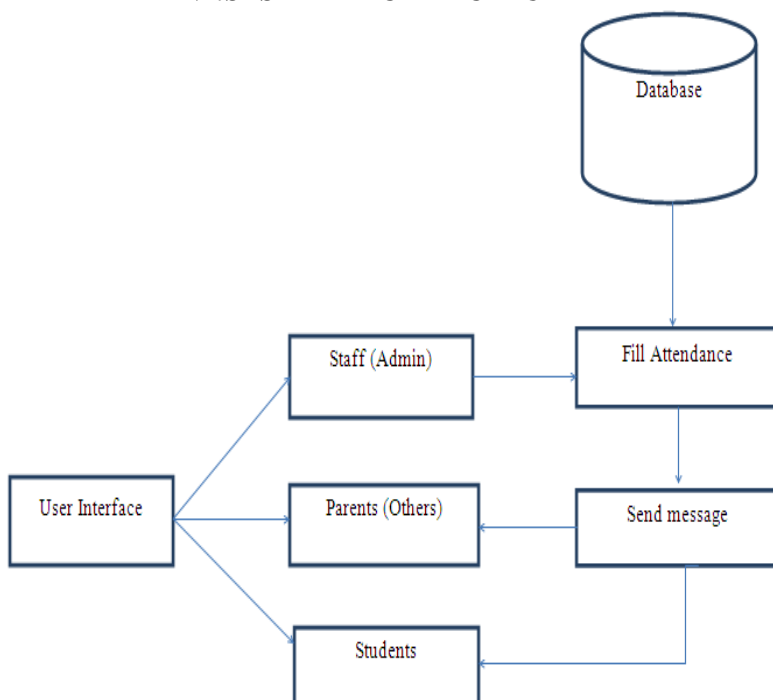 Database
Staff (Admin)
Fill Attendance
User Interface
Parents (Others)
Send message
Students